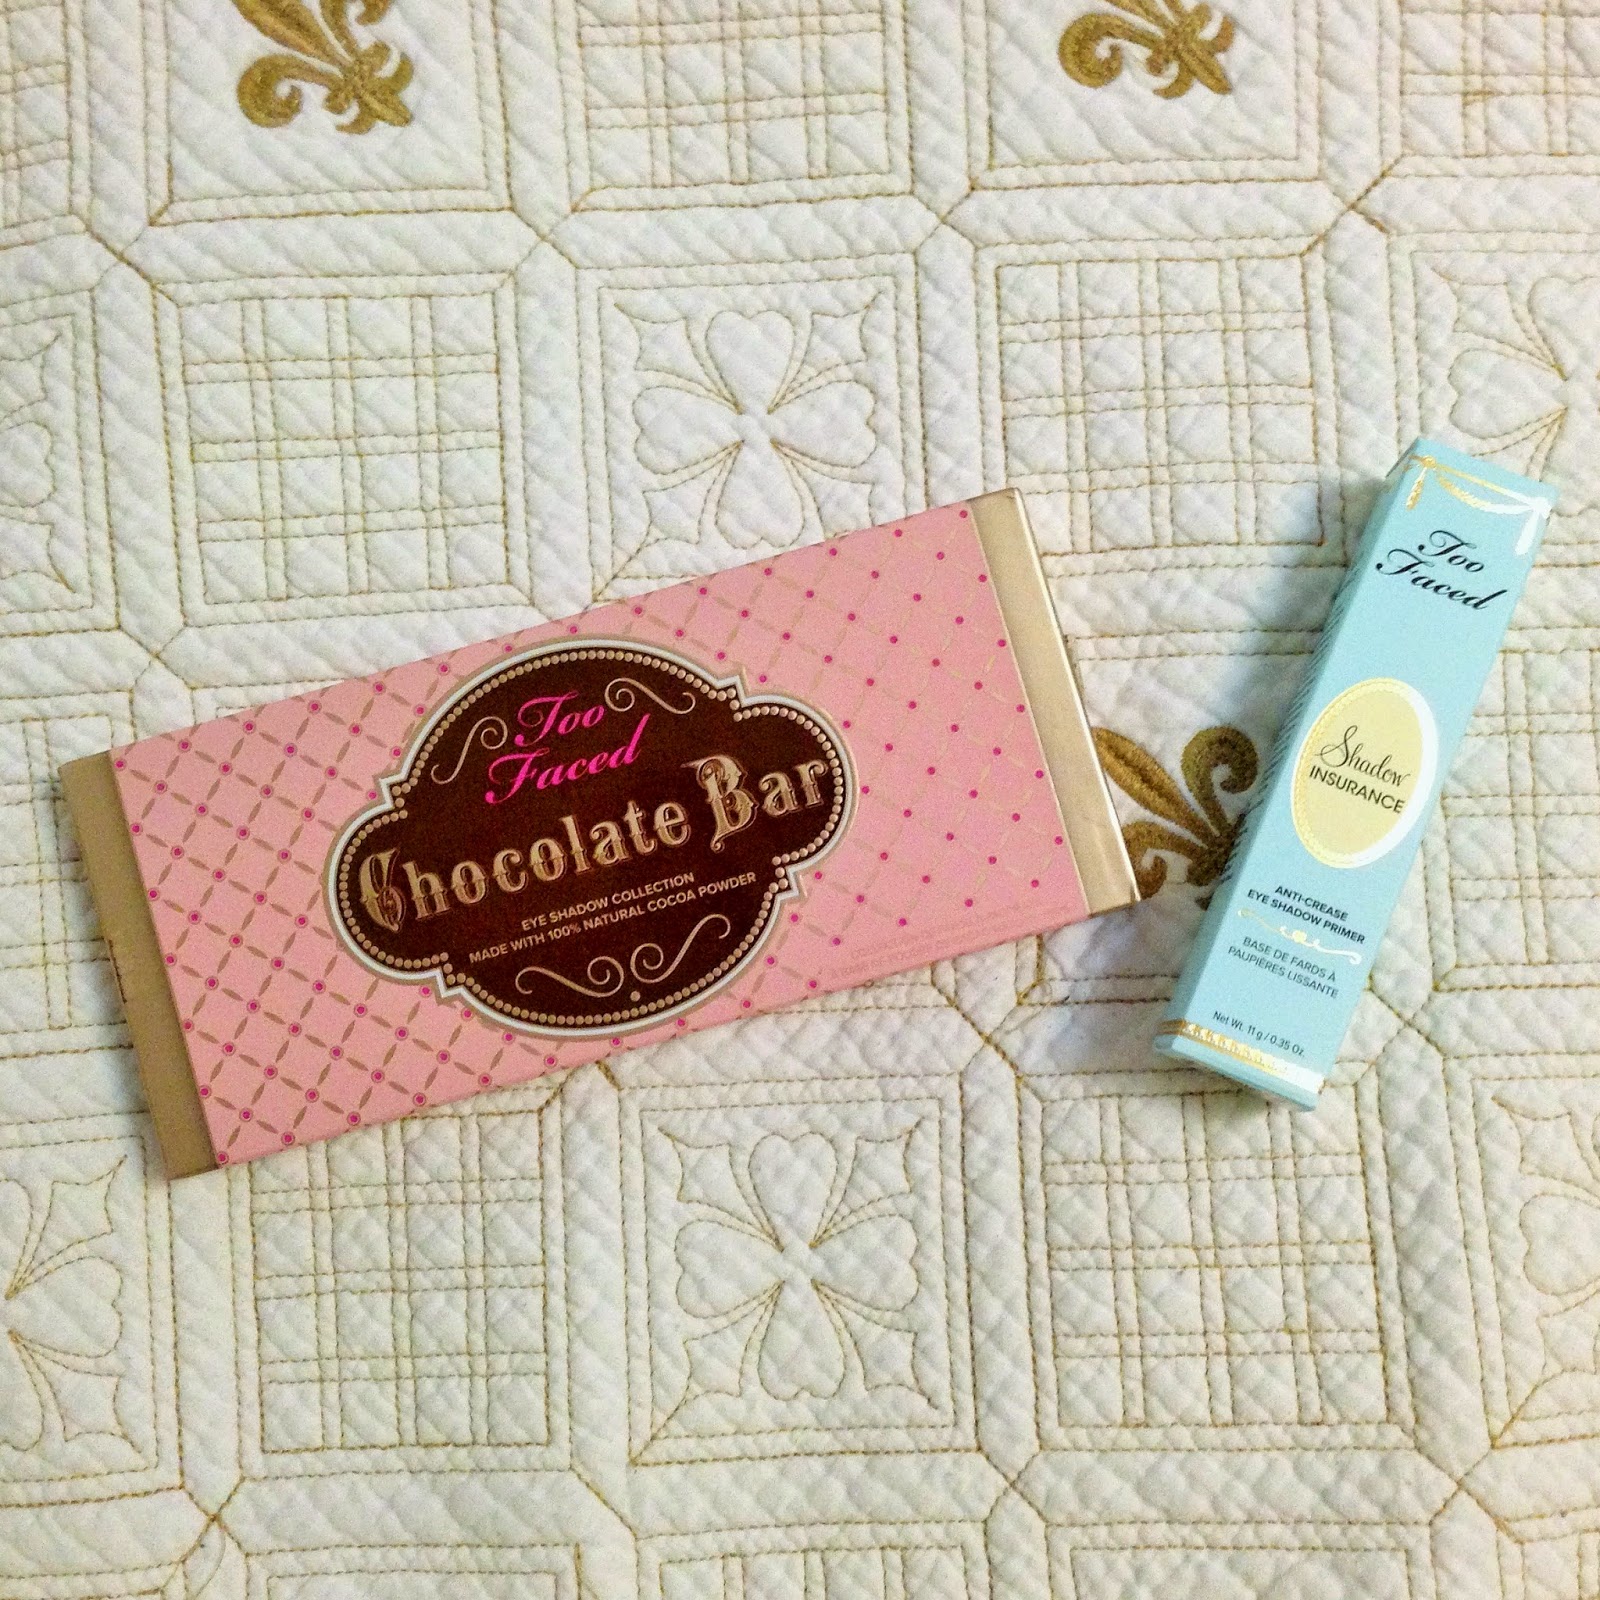 Too
Faced
Chocolate Bar
EYE SHADOW COLLECTION
MADE WITH 100% NATURAL COCOA POWDER
Too
Faced
Shadow
INSURANCE
ANTI-CREASE
EYE SHADOW PRIMER
BASE DE FARDS À
PAUPIÈRES LISSANTE
Net Wt. 11 g / 0.35 Oz.